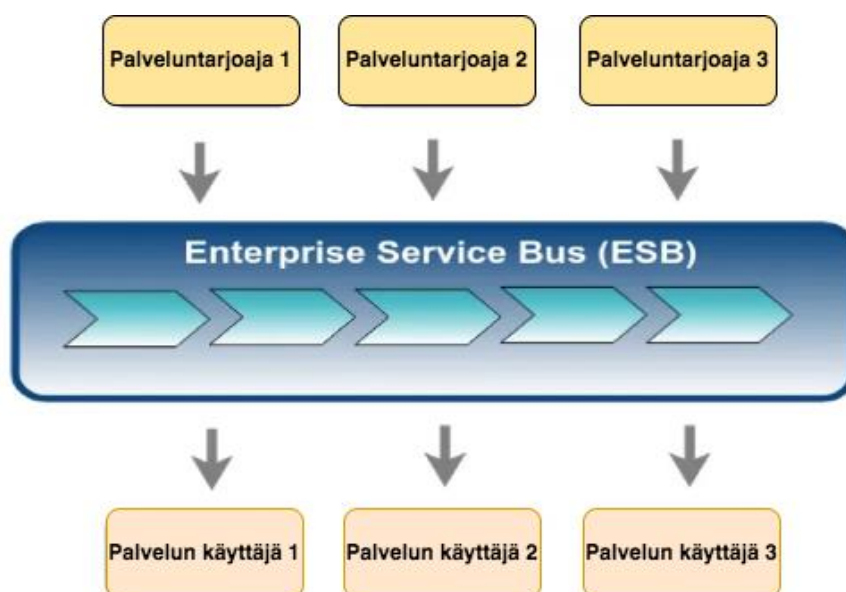 Palveluntarjoaja 1
Palveluntarjoaja 2
Palveluntarjoaja 3
Enterprise Service Bus (ESB)
Palvelun käyttäjä 1
Palvelun käyttäjä 2
Palvelun käyttäjä 3